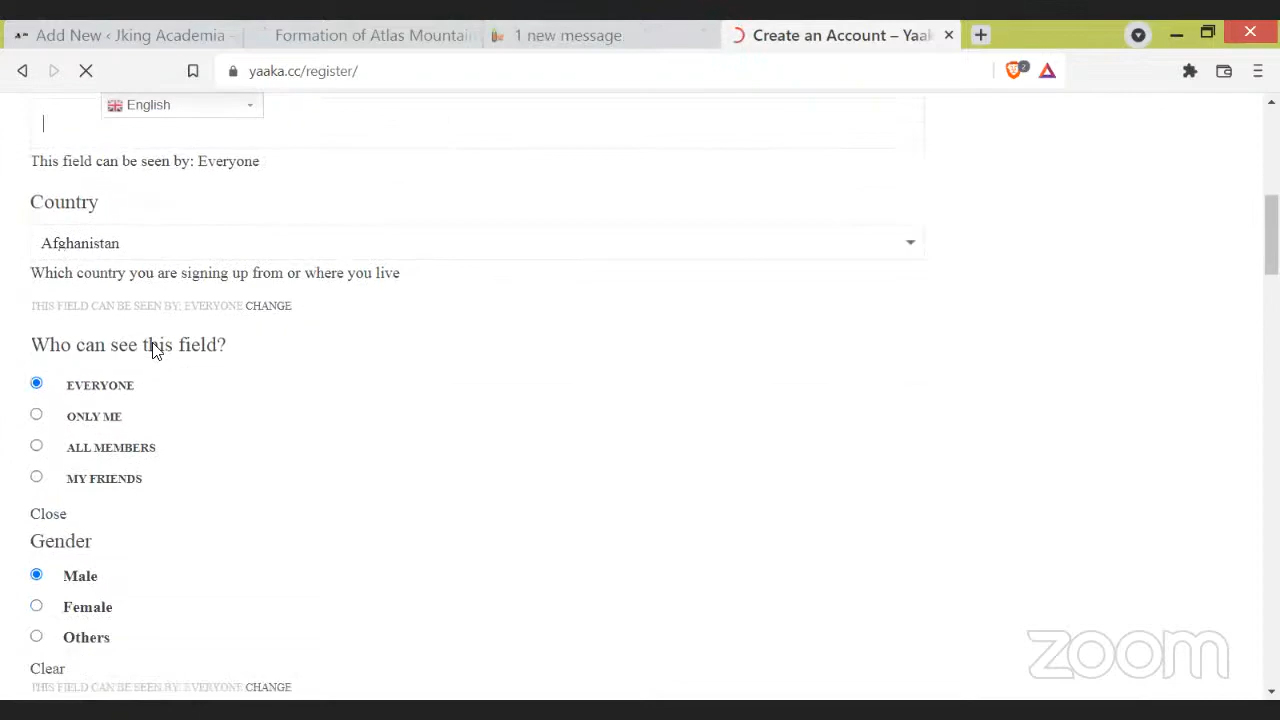 Add New ‹ Jking Academia -
Formation of Atlas Mountain
1 new message
Create an Account – Yaak
yaaka.cc/register/
2
English
This field can be seen by: Everyone
Country
Afghanistan
Which country you are signing up from or where you live
THIS FIELD CAN BE SEEN BY: EVERYONE CHANGE
Who can see this field?
EVERYONE
ONLY ME
ALL MEMBERS
MY FRIENDS
Close
Gender
Male
Female
Others
Clear
THIS FIELD CAN BE SEEN BY: EVERYONE CHANGE
zoom